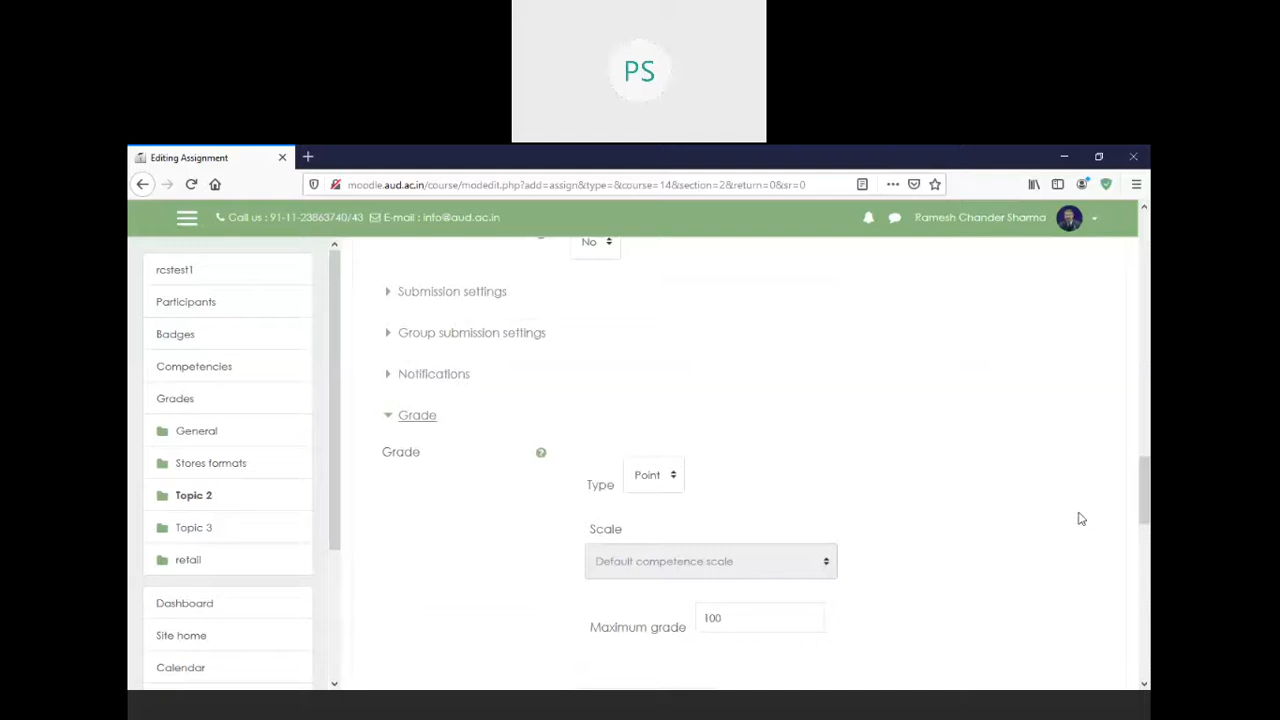 PS
Editing Assignment
moodle.aud.ac.in/course/modedit.php?add=assign&type=&course=14&section=2&return=0&sr=0
Call us : 91-11-23863740/43 E-mail : info@aud.ac.in
Ramesh Chander Sharma
rcstest1
Participants
Badges
Competencies
Grades
General
Stores formats
Topic 2
Topic 3
retail
Dashboard
Site home
Calendar
No
Submission settings
Group submission settings
Notifications
Grade
Grade
Type
Point
Scale
Default competence scale
Maximum grade
100